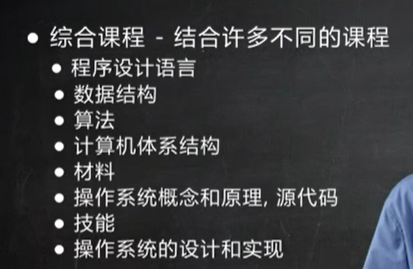 • 综合课程 - 结合许多不同的课程
• 程序设计语言
• 数据结构
• 算法
• 计算机体系结构
• 材料
• 操作系统概念和原理, 源代码
• 技能
• 操作系统的设计和实现